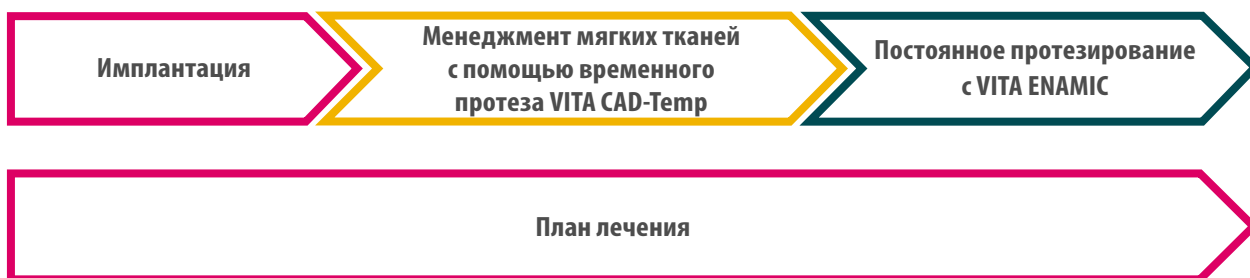 Имплантация
Менеджмент мягких тканей
с помощью временного
протеза VITA CAD-Temp
Постоянное протезирование
с VITA ENAMIC
План лечения